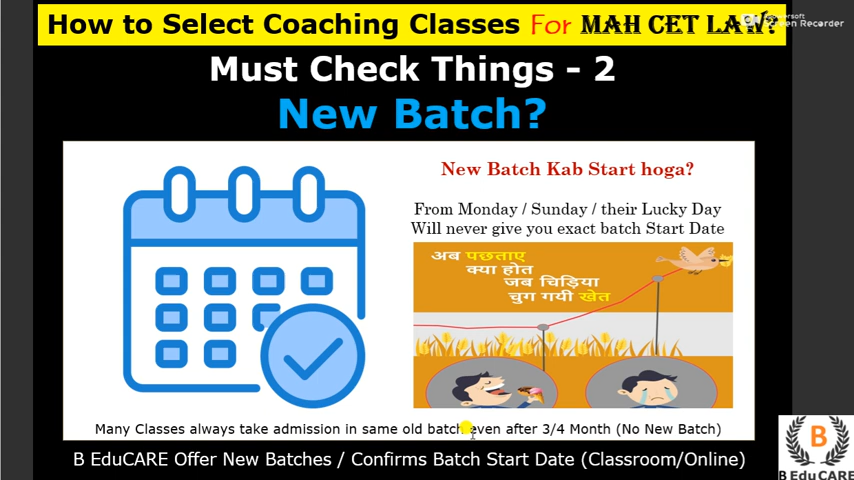 How to Select Coaching Classes For MAH CET LAW?
Screen Recorder
Must Check Things - 2
New Batch?
New Batch Kab Start hoga?
From Monday / Sunday / their Lucky Day
Will never give you exact batch Start Date
अब पछताए
क्या होत
जब चिड़िया
चुग गयी खेत
Many Classes always take admission in same old batch even after 3/4 Month (No New Batch)
B EduCARE Offer New Batches / Confirms Batch Start Date (Classroom/Online)
B
B EduCARE